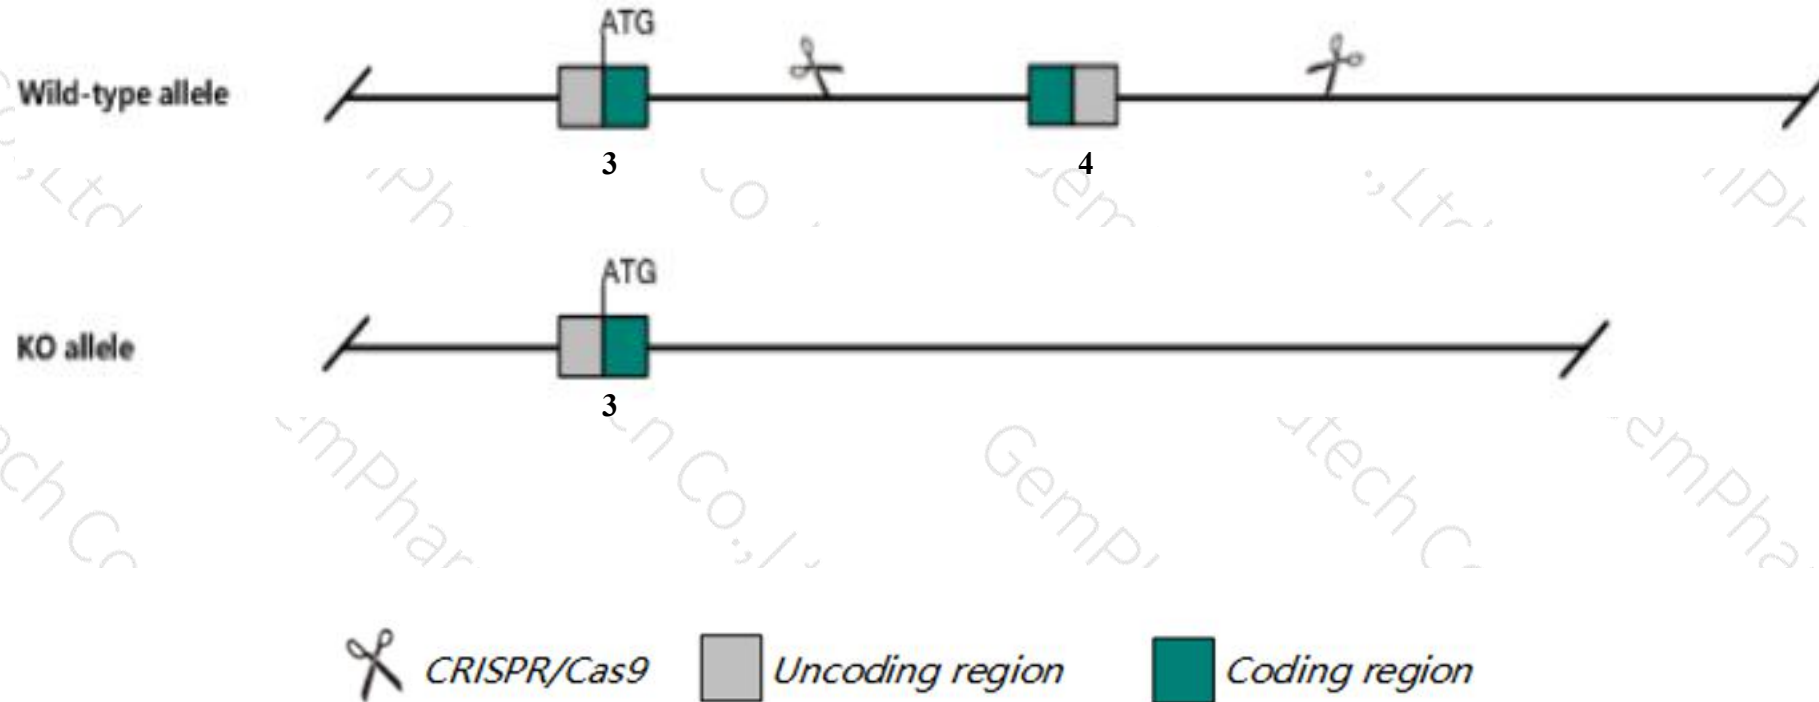 ATG
Wild-type allele
3 4
ATG
KO allele
3
CRISPR/Cas9 Uncoding region Coding region